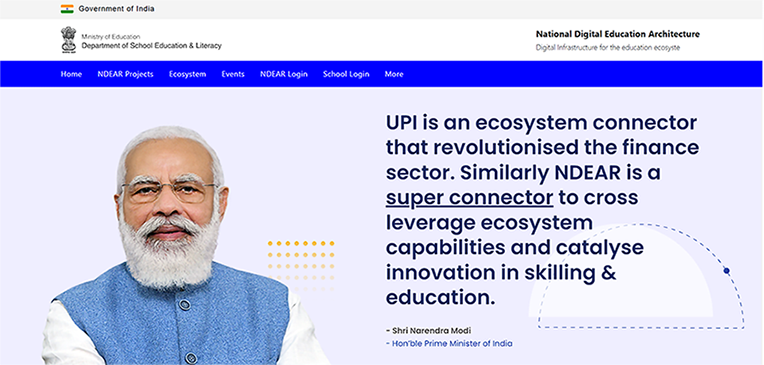 Government of India
Ministry of Education
Department of School Education & Literacy
National Digital Education Architecture
Digital Infrastructure for the education ecosyste
Home NDEAR Projects Ecosystem Events NDEAR Login School Login More
UPI is an ecosystem connector
that revolutionised the finance
sector. Similarly NDEAR is a
super connector to cross
leverage ecosystem
capabilities and catalyse
innovation in skilling &
education.
- Shri Narendra Modi
- Hon'ble Prime Minister of India